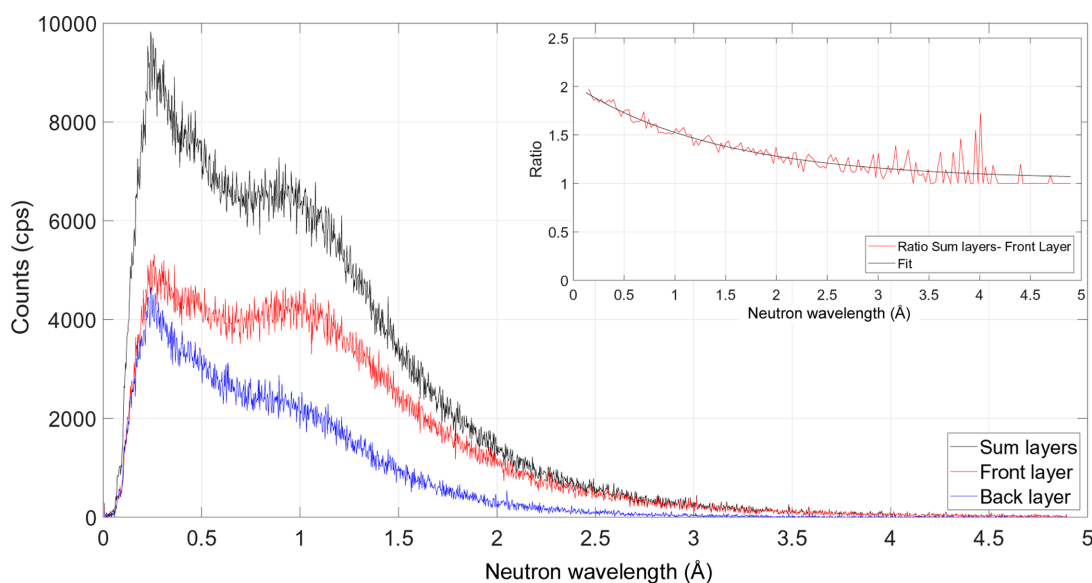 10000
8000
6000
4000
2000
0
Counts (cps)
0 0.5 1 1.5 2 2.5 3 3.5 4 4.5 5
Neutron wavelength (Å)
Sum layers
Front layer
Back layer
2.5
2
1.5
1
0.5
0
Ratio
0 0.5 1 1.5 2 2.5 3 3.5 4 4.5 5
Neutron wavelength (Å)
Ratio Sum layers- Front Layer
Fit